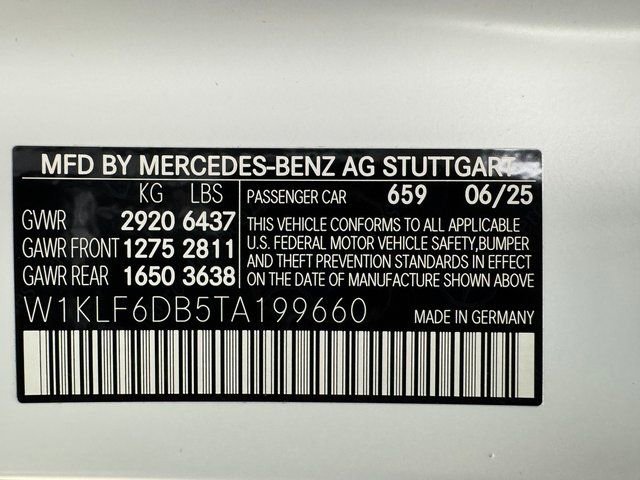 MFD BY MERCEDES-BENZ AG STUTTGART
KG LBS
GVWR 2920 6437
GAWR FRONT 1275 2811
GAWR REAR 1650 3638
PASSENGER CAR 659 06/25
THIS VEHICLE CONFORMS TO ALL APPLICABLE
U.S. FEDERAL MOTOR VEHICLE SAFETY,BUMPER
AND THEFT PREVENTION STANDARDS IN EFFECT
ON THE DATE OF MANUFACTURE SHOWN ABOVE.
W1KLF6DB5TA199660
MADE IN GERMANY